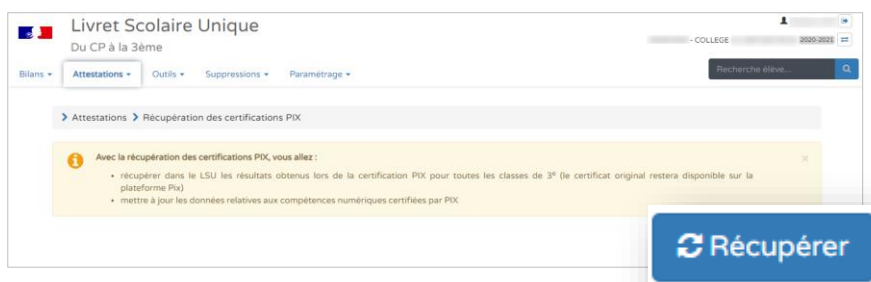 Livret Scolaire Unique
Du CP à la 3ème
- COLLEGE 2020-2021
Bilans Attestations Outils Suppressions Paramétrage Recherche élève...
Attestations Récupération des certifications PIX
Avec la récupération des certifications PIX, vous allez :
• récupérer dans le LSU les résultats obtenus lors de la certification PIX pour toutes les classes de 3e (le certificat original restera disponible sur la
plateforme Pix)
• mettre à jour les données relatives aux compétences numériques certifiées par PIX
Récupérer